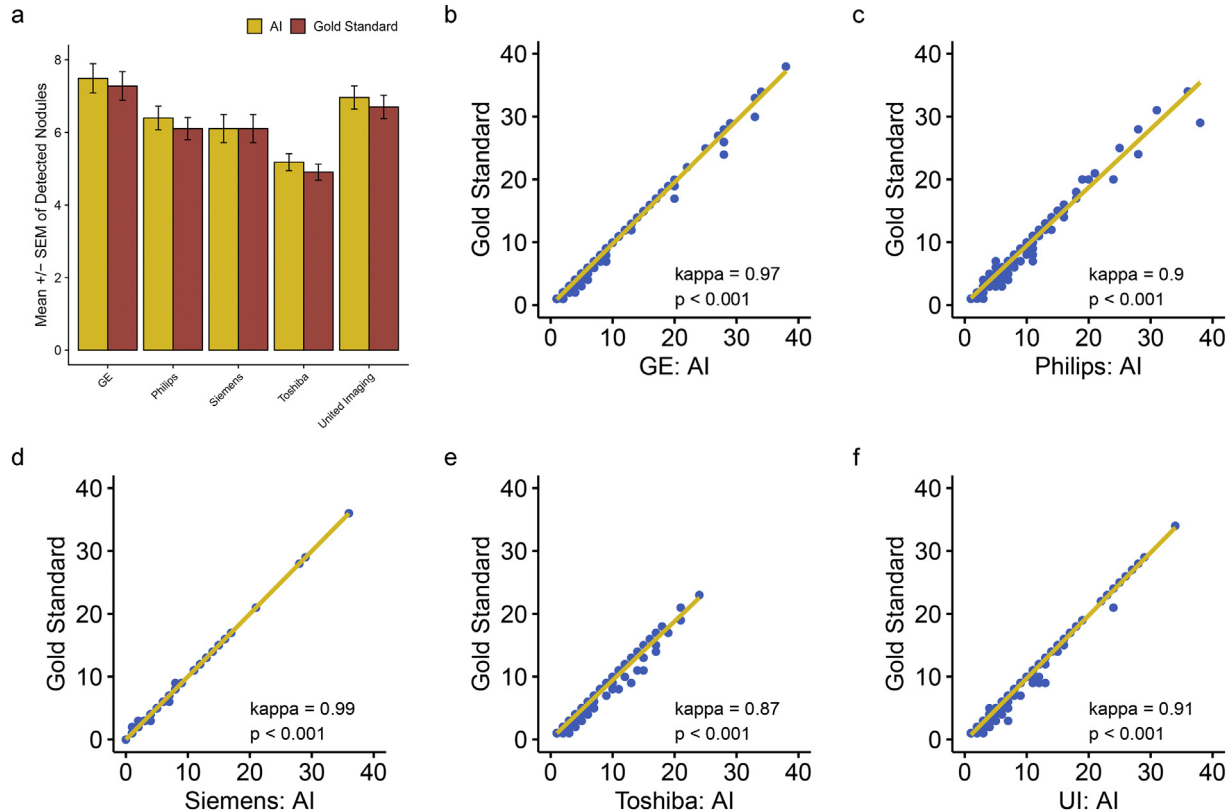 a
AI
Gold Standard
Mean +/− SEM of Detected Nodules
8
6
4
2
0
GE
Philips
Siemens
Toshiba
United Imaging
b
Gold Standard
40
30
20
10
0
kappa = 0.97
p < 0.001
0 10 20 30 40
GE: AI
c
Gold Standard
40
30
20
10
0
kappa = 0.9
p < 0.001
0 10 20 30 40
Philips: AI
d
Gold Standard
40
30
20
10
0
kappa = 0.99
p < 0.001
0 10 20 30 40
Siemens: AI
e
Gold Standard
40
30
20
10
0
kappa = 0.87
p < 0.001
0 10 20 30 40
Toshiba: AI
f
Gold Standard
40
30
20
10
0
kappa = 0.91
p < 0.001
0 10 20 30 40
UI: AI